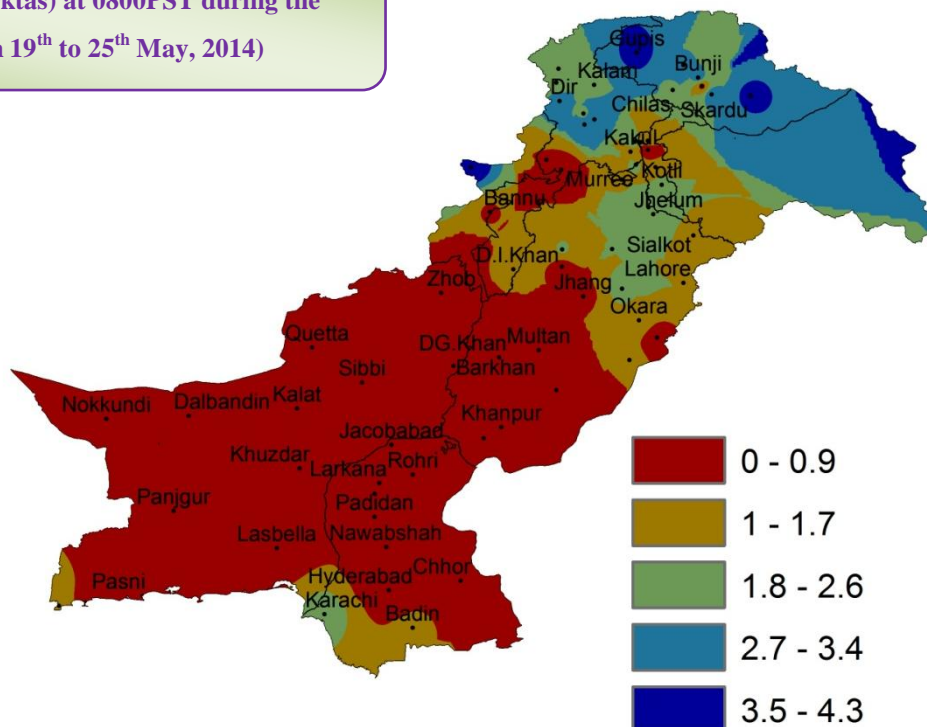 ktas) at 0800PST during the
19th to 25th May, 2014)
Gupis
Bunji
Kalam
Dir
Chilas
Skardu
Kakul
Kotli
Murree
Bannu
Jhelum
Sialkot
D.I.Khan
Lahore
Zhob
Jhang
Okara
Quetta
DG.Khan
Multan
Barkhan
Sibbi
Nokkundi
Dalbandin
Kalat
Khanpur
Jacobabad
Khuzdar
Larkana
Rohri
Panjgur
Padidan
Lasbella
Nawabshah
Pasni
Hyderabad
Chhor
Karachi
Badin
0 - 0.9
1 - 1.7
1.8 - 2.6
2.7 - 3.4
3.5 - 4.3